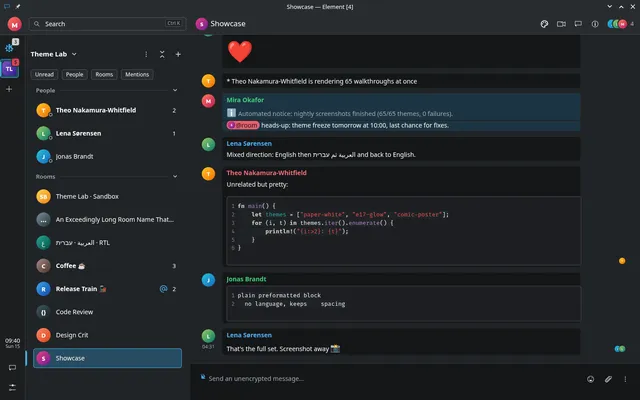 Showcase — Element [4]
M
Search
Ctrl K
Showcase
4
3
TL
3
Theme Lab
Unread
People
Rooms
Mentions
People
Theo Nakamura-Whitfield
2
Lena Sørensen
1
Jonas Brandt
Rooms
Theme Lab · Sandbox
An Exceedingly Long Room Name That...
العربية · עברית · RTL
Coffee ☕
3
Release Train 🚂
@ 2
Code Review
Design Crit
Showcase
09:40
Sun 15
❤️
* Theo Nakamura-Whitfield is rendering 65 walkthroughs at once
Mira Okafor
ℹ️ Automated notice: nightly screenshots finished (65/65 themes, 0 failures).
@room heads-up: theme freeze tomorrow at 10:00, last chance for fixes.
Lena Sørensen
Mixed direction: English then العربية ثم עברית and back to English.
Theo Nakamura-Whitfield
Unrelated but pretty:
1 fn main() {
2     let themes = ["paper-white", "e17-glow", "comic-poster"];
3     for (i, t) in themes.iter().enumerate() {
4         println!("{i:>2}: {t}");
5     }
6 }
Jonas Brandt
1 plain preformatted block
2   no language, keeps    spacing
Lena Sørensen
04:31
That's the full set. Screenshot away 📸
Send an unencrypted message...